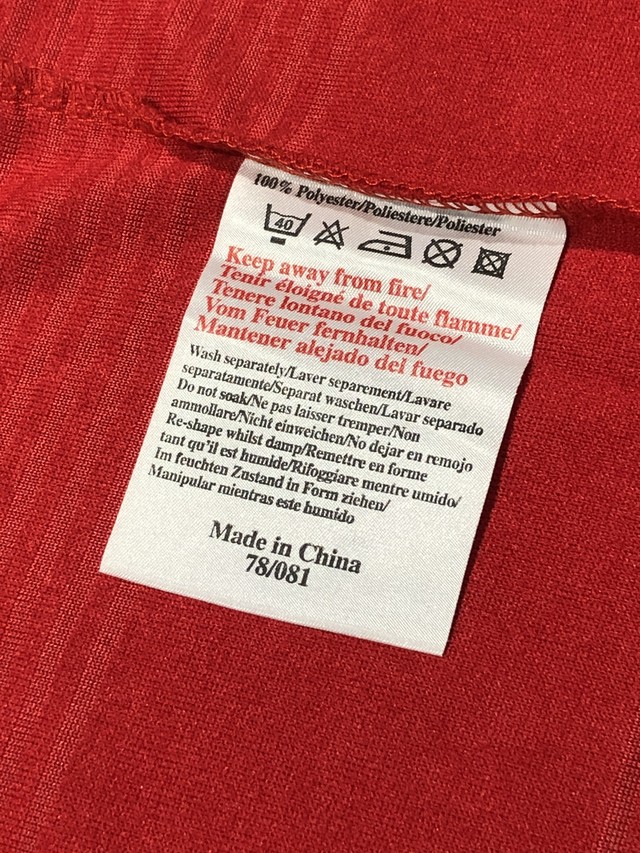 100% Polyester/Poliestere/Poliester
40
Keep away from fire/
Tenir éloigné de toute flamme/
Tenere lontano del fuoco/
Vom Feuer fernhalten/
Mantener alejado del fuego
Wash separately/Laver separement/Lavare
separatamente/Separat waschen/Lavar separado
Do not soak/Ne pas laisser tremper/Non
ammollare/Nicht einweichen/No dejar en remojo
Re-shape whilst damp/Remettre en forme
tant qu'il est humide/Rifoggiare mentre umido/
Im feuchten Zustand in Form ziehen/
Manipular mientras este humido
Made in China
78/081